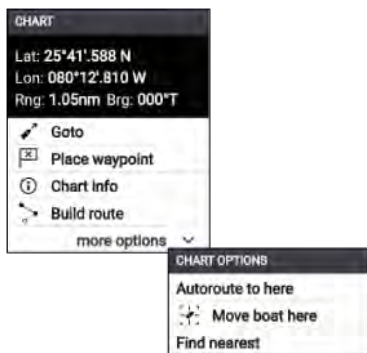 CHART
Lat: 25°41'.588 N
Lon: 080°12'.810 W
Rng: 1.05nm Brg: 000°T
Goto
Place waypoint
Chart info
Build route
more options
CHART OPTIONS
Autoroute to here
Move boat here
Find nearest